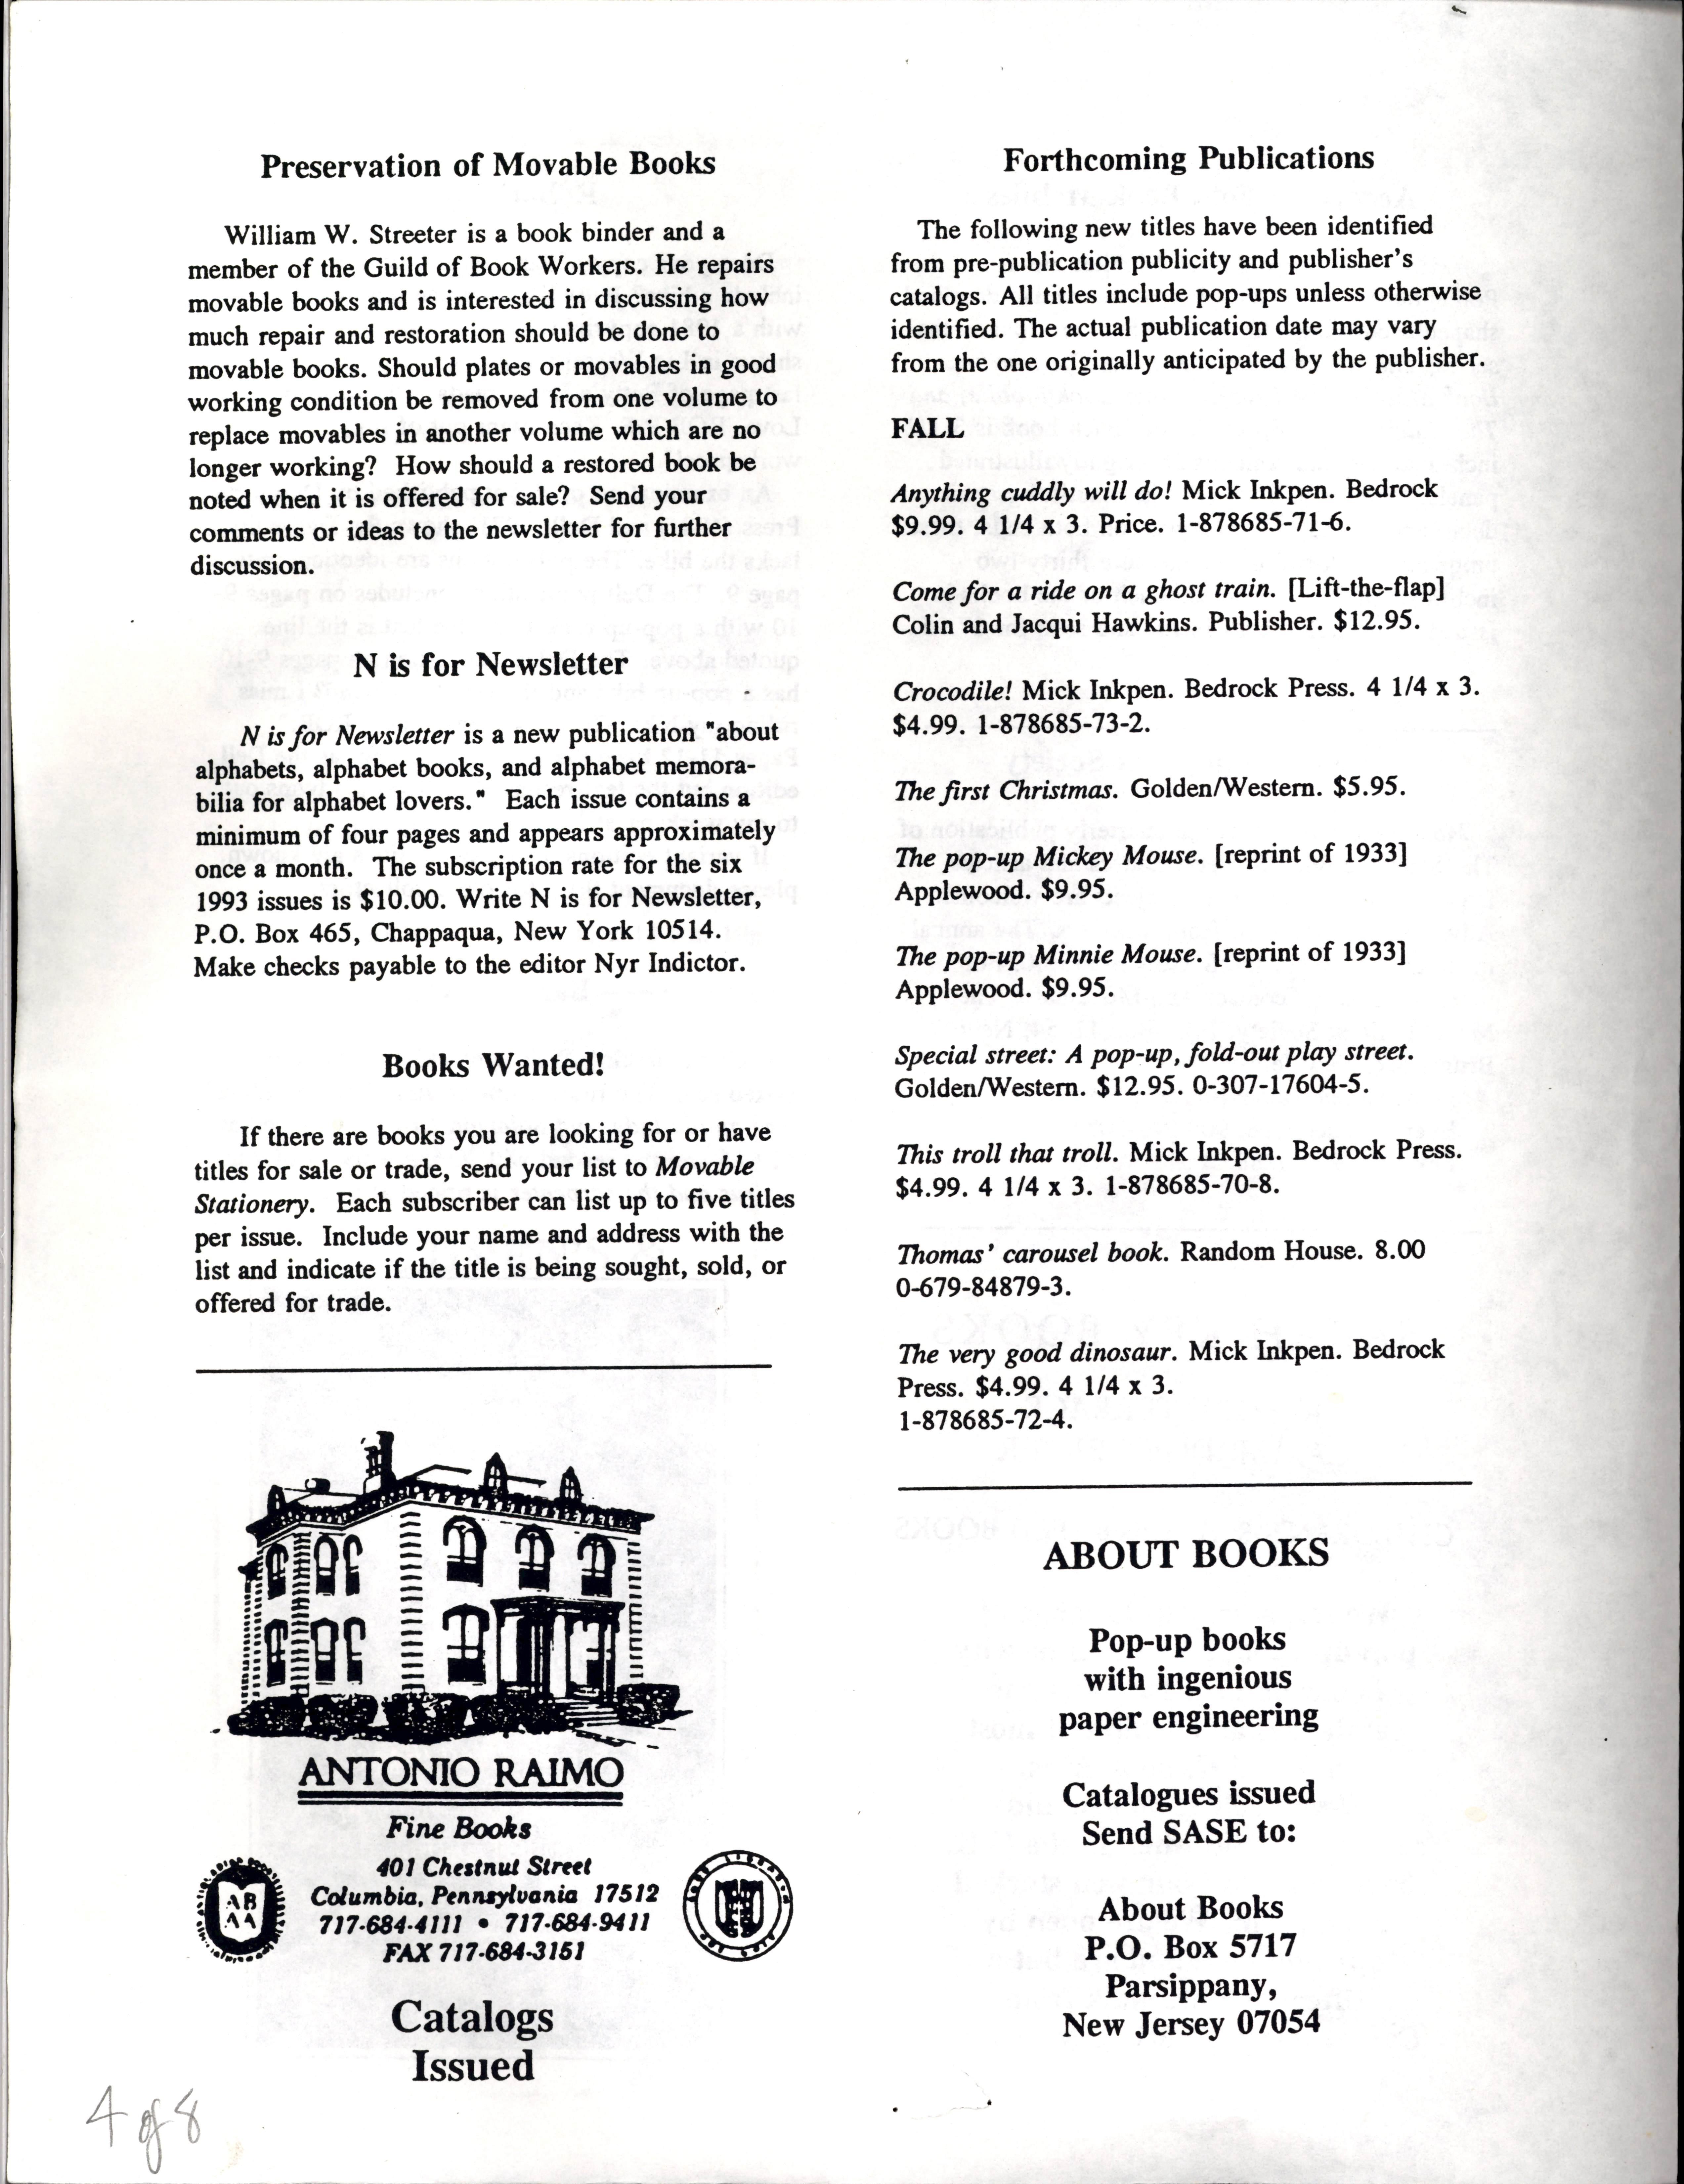 Preservation of Movable Books
William W. Streeter is a book binder and a
member of the Guild of Book Workers. He repairs
movable books and is interested in discussing how
much repair and restoration should be done to
movable books. Should plates or movables in good
working condition be removed from one volume to
replace movables in another volume which are no
longer working? How should a restored book be
noted when it is offered for sale? Send your
comments or ideas to the newsletter for further
discussion.
N is for Newsletter
N is for Newsletter is a new publication "about
alphabets, alphabet books, and alphabet memora-
bilia for alphabet lovers." Each issue contains a
minimum of four pages and appears approximately
once a month. The subscription rate for the six
1993 issues is $10.00. Write N is for Newsletter,
P.O. Box 465, Chappaqua, New York 10514.
Make checks payable to the editor Nyr Indictor.
Books Wanted!
If there are books you are looking for or have
titles for sale or trade, send your list to Movable
Stationery. Each subscriber can list up to five titles
per issue. Include your name and address with the
list and indicate if the title is being sought, sold, or
offered for trade.
ANTONIO RAIMO
Fine Books
401 Chestnut Street
Columbia, Pennsylvania 17512
717-684-4111 • 717-684-9411
FAX 717-684-3151
AB
AA
Catalogs
Issued
4 of 8
Forthcoming Publications
The following new titles have been identified
from pre-publication publicity and publisher's
catalogs. All titles include pop-ups unless otherwise
identified. The actual publication date may vary
from the one originally anticipated by the publisher.
FALL
Anything cuddly will do! Mick Inkpen. Bedrock
$9.99. 4 1/4 x 3. Price. 1-878685-71-6.
Come for a ride on a ghost train. [Lift-the-flap]
Colin and Jacqui Hawkins. Publisher. $12.95.
Crocodile! Mick Inkpen. Bedrock Press. 4 1/4 x 3.
$4.99. 1-878685-73-2.
The first Christmas. Golden/Western. $5.95.
The pop-up Mickey Mouse. [reprint of 1933]
Applewood. $9.95.
The pop-up Minnie Mouse. [reprint of 1933]
Applewood. $9.95.
Special street: A pop-up, fold-out play street.
Golden/Western. $12.95. 0-307-17604-5.
This troll that troll. Mick Inkpen. Bedrock Press.
$4.99. 4 1/4 x 3. 1-878685-70-8.
Thomas' carousel book. Random House. 8.00
0-679-84879-3.
The very good dinosaur. Mick Inkpen. Bedrock
Press. $4.99. 4 1/4 x 3.
1-878685-72-4.
ABOUT BOOKS
Pop-up books
with ingenious
paper engineering
Catalogues issued
Send SASE to:
About Books
P.O. Box 5717
Parsippany,
New Jersey 07054